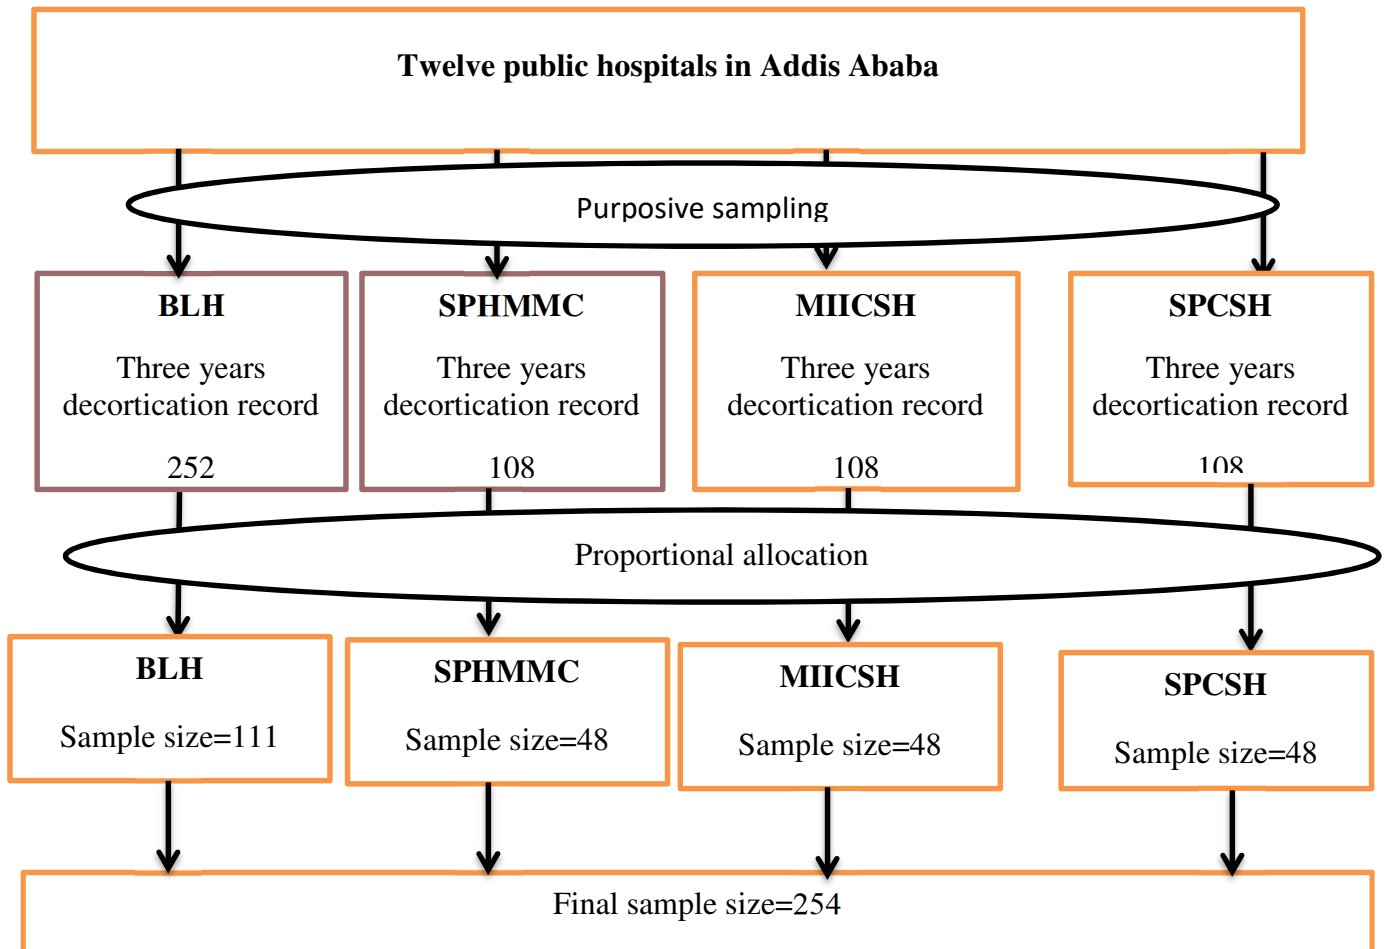 Twelve public hospitals in Addis Ababa
Purposive sampling
BLH
Three years
decortication record
252
SPHMMC
Three years
decortication record
108
MIICSH
Three years
decortication record
108
SPCSH
Three years
decortication record
108
Proportional allocation
BLH
Sample size=111
SPHMMC
Sample size=48
MIICSH
Sample size=48
SPCSH
Sample size=48
Final sample size=254